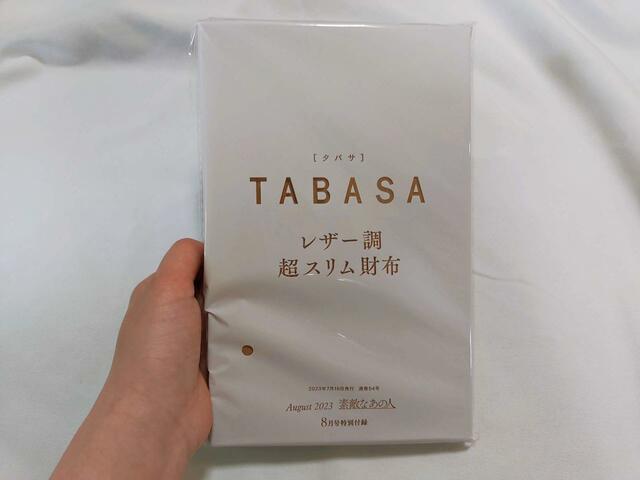 [タバサ]
TABASA
レザー調
超スリム財布
2023年7月15日発行 通巻54号
August 2023 素敵なあの人
8月号特別付録